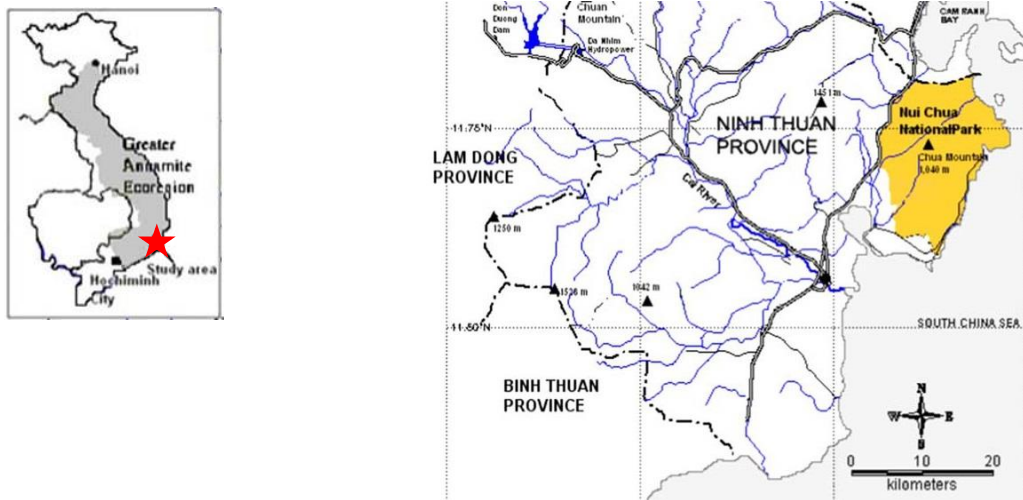 Hanoi
Greater
Annamite
Ecoregion
Study area
Hochiminh
City
Don
Duong
Dam
Chuan
Mountain
Da Nhim
Hydropower
CAM RANH
BAY
1451 m
NINH THUAN
PROVINCE
Nui Chua
NationalPark
Chua Mountain
1,040 m
11.75°N
LAM DONG
PROVINCE
Cai River
1250 m
1528 m
1042 m
11.50°N
SOUTH CHINA SEA
BINH THUAN
PROVINCE
N
W
E
S
0 10 20
kilometers